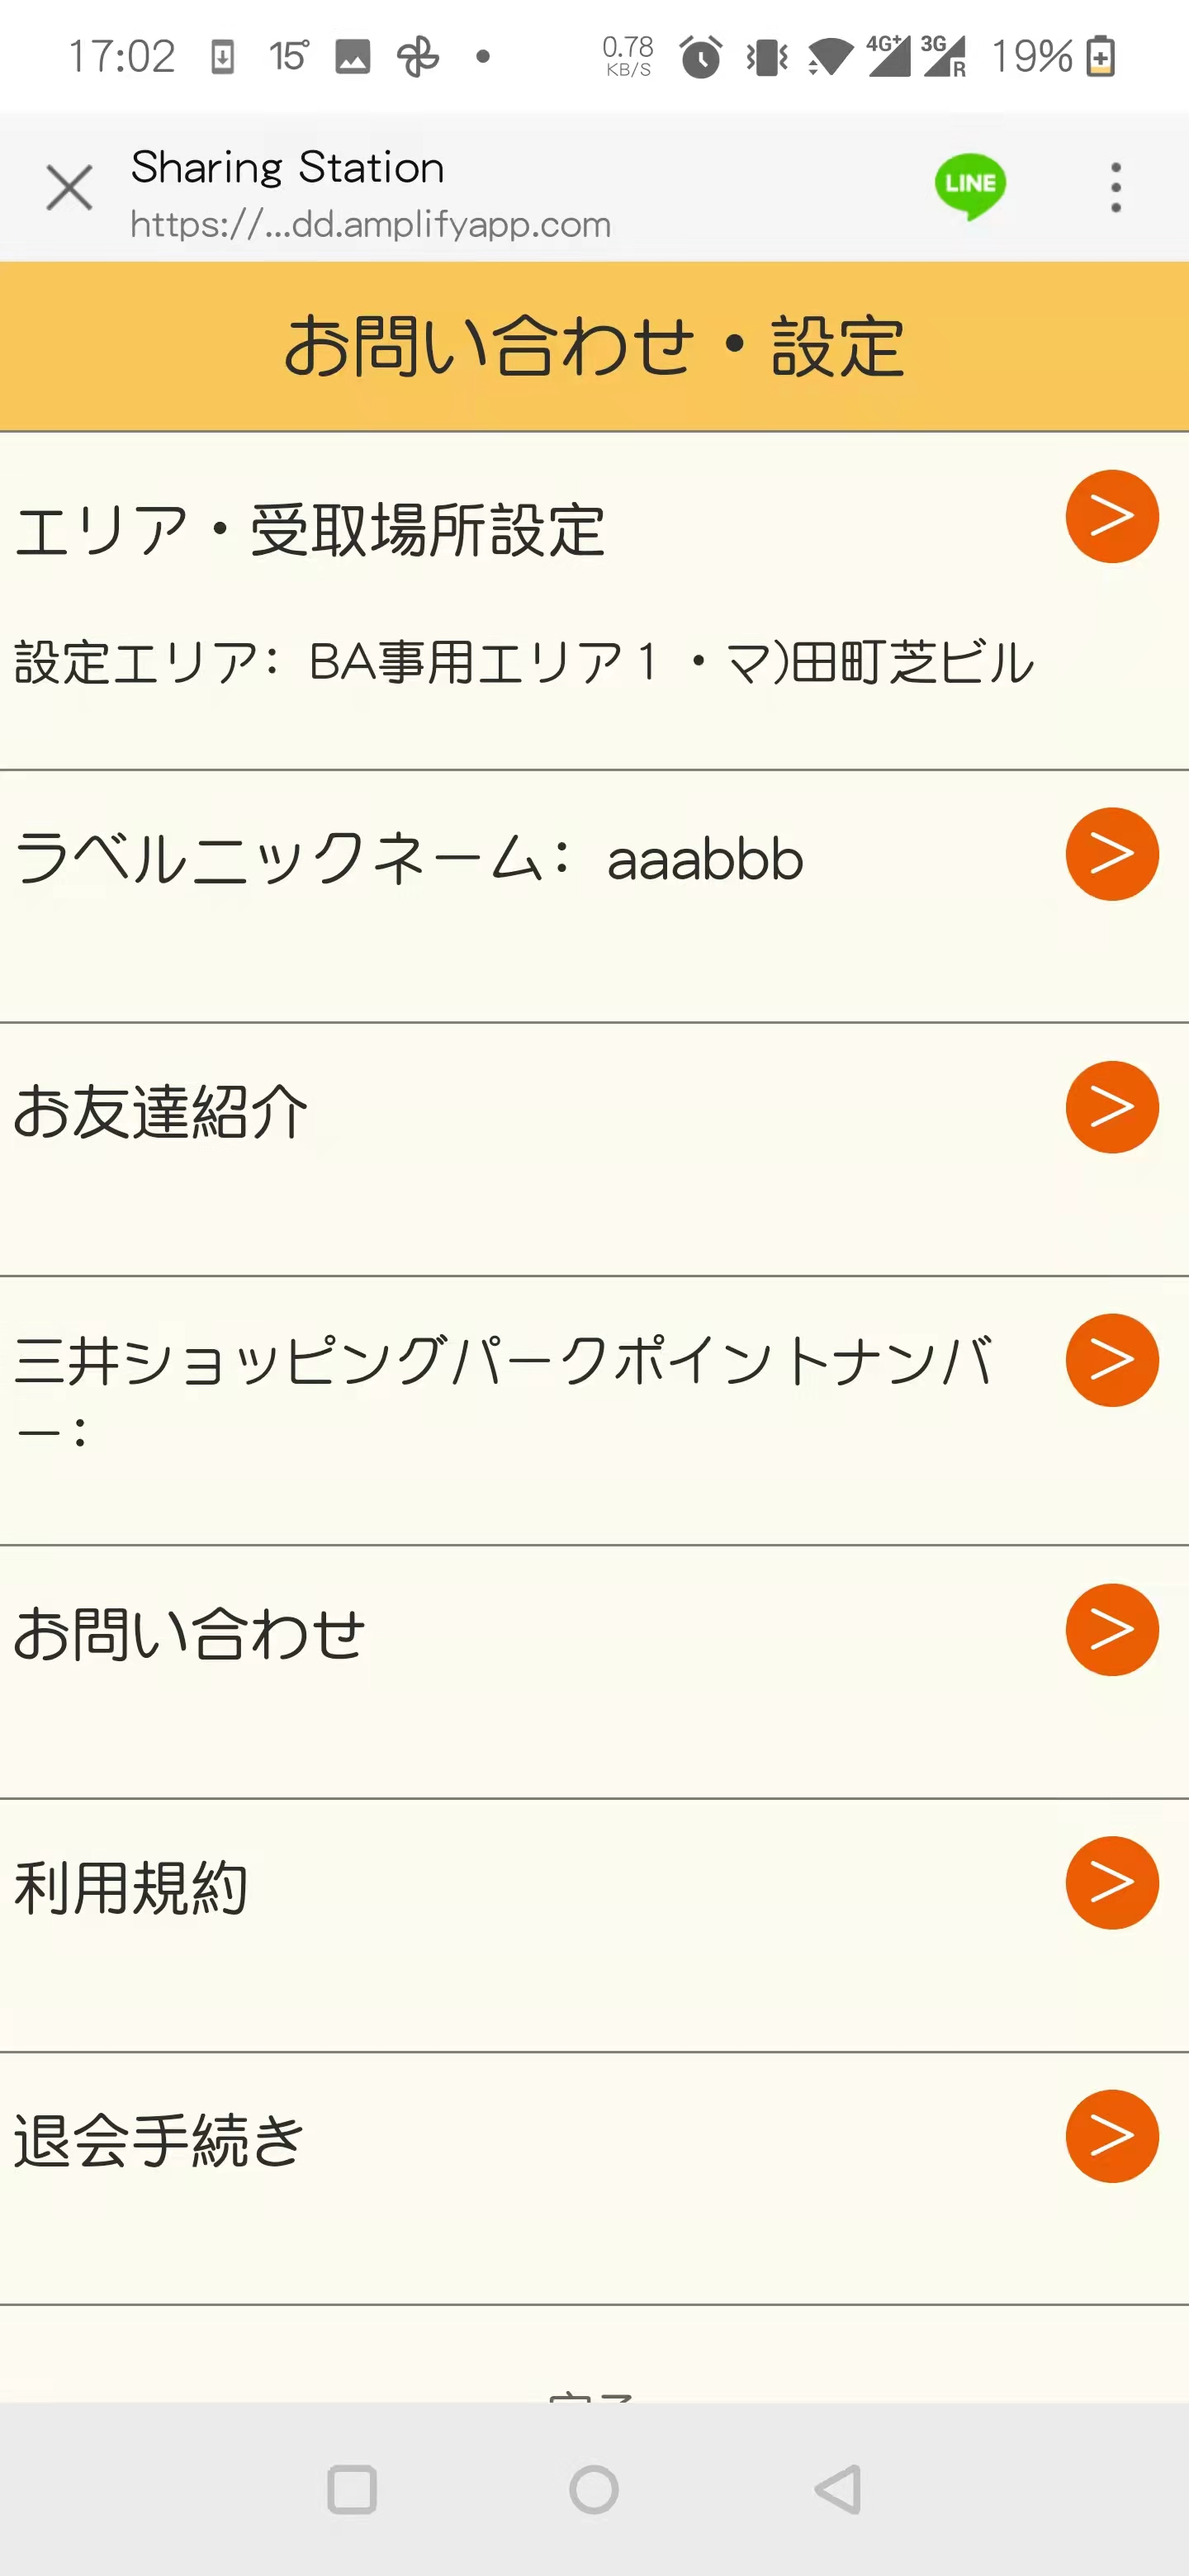 17:02 15° 0.78 KB/S 4G+ 3G R 19%
Sharing Station
LINE
https://...dd.amplifyapp.com
お問い合わせ・設定
エリア・受取場所設定
設定エリア：BA事用エリア１・マ)田町芝ビル
ラベルニックネーム：aaabbb
お友達紹介
三井ショッピングパークポイントナンバ
ー：
お問い合わせ
利用規約
退会手続き